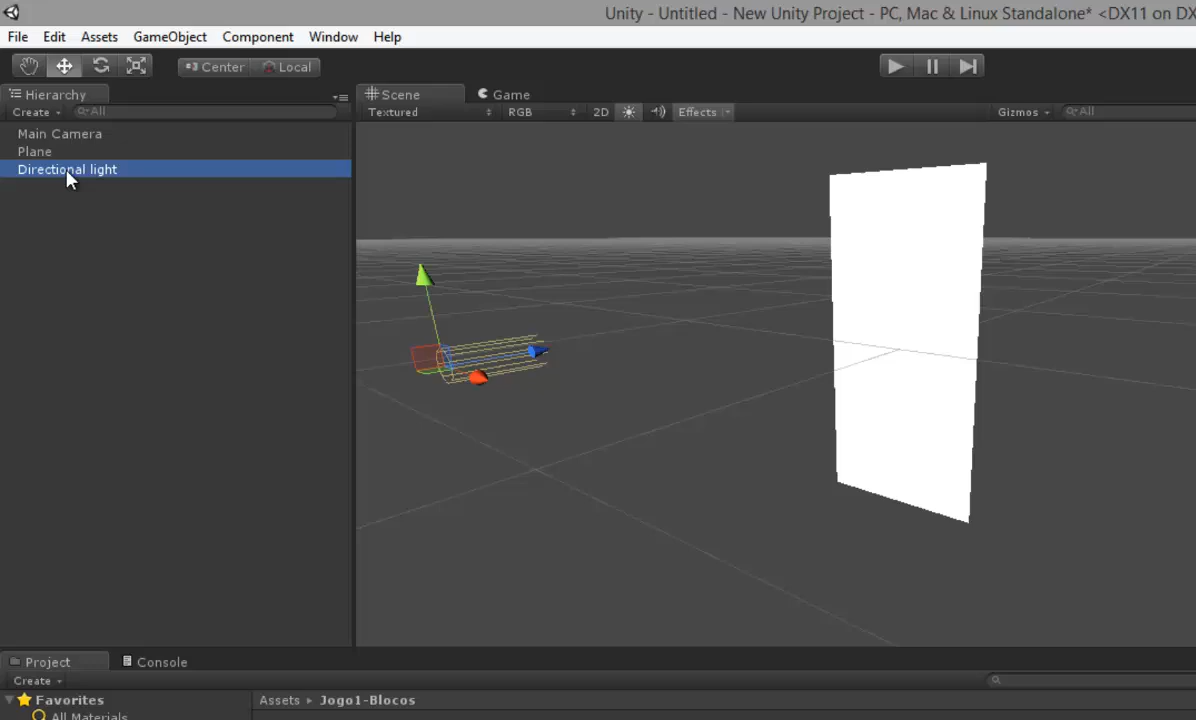 Unity - Untitled - New Unity Project - PC, Mac & Linux Standalone* <DX11 on DX
File Edit Assets GameObject Component Window Help
Center Local
Hierarchy Scene Game
Create All Textured RGB 2D Effects Gizmos All
Main Camera
Plane
Directional light
Project Console
Create
Favorites Assets Jogo1-Blocos
All Materials